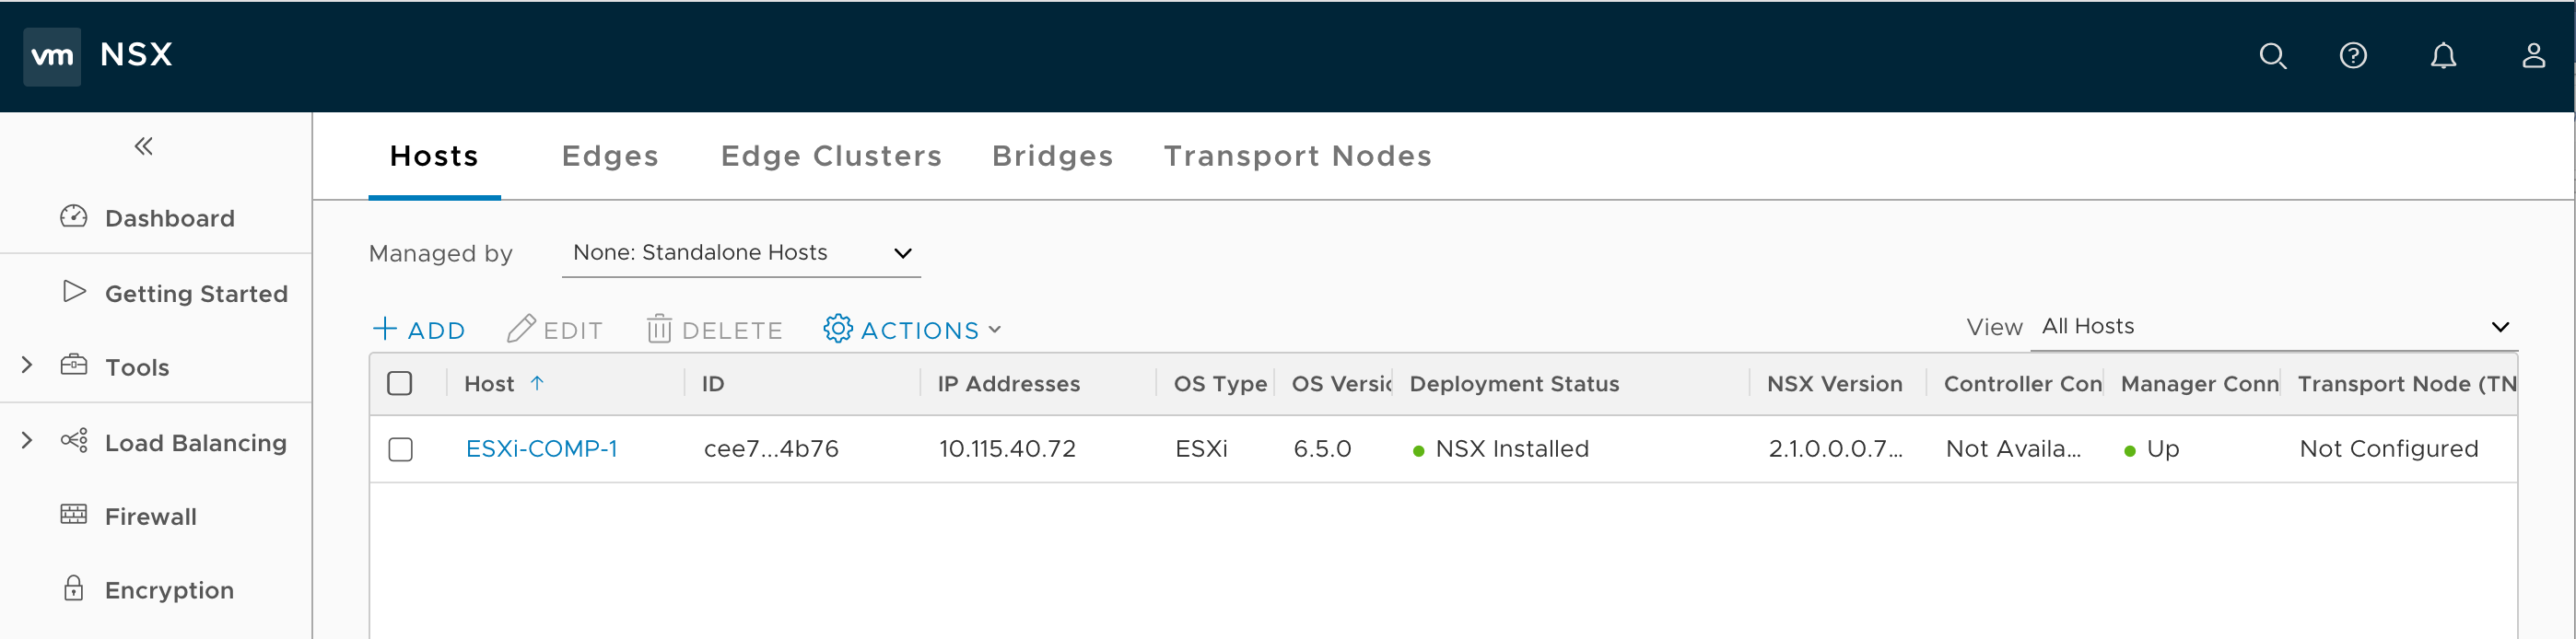 vm NSX
Hosts Edges Edge Clusters Bridges Transport Nodes
Dashboard
Getting Started
Tools
Load Balancing
Firewall
Encryption
Managed by None: Standalone Hosts
ADD EDIT DELETE ACTIONS View All Hosts
Host ID IP Addresses OS Type OS Versic Deployment Status NSX Version Controller Con Manager Conn Transport Node (TN
ESXi-COMP-1 cee7...4b76 10.115.40.72 ESXi 6.5.0 NSX Installed 2.1.0.0.0.7... Not Availa... Up Not Configured